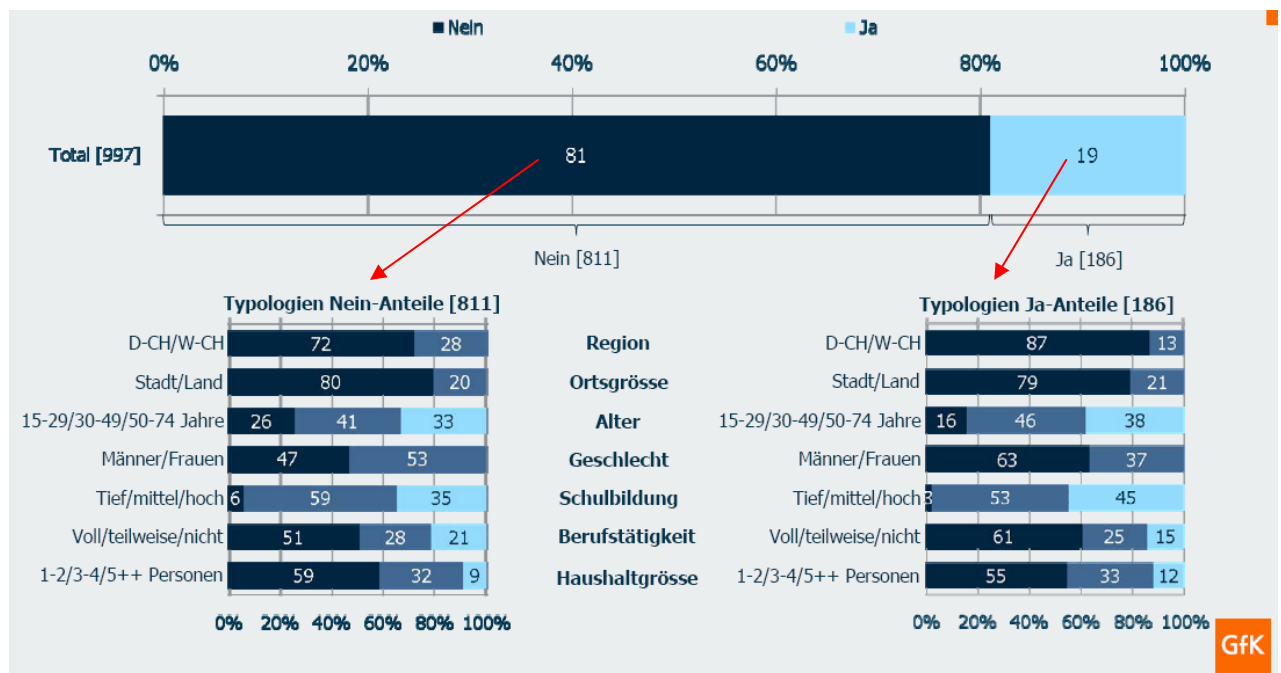 Nein Ja
0% 20% 40% 60% 80% 100%
Total [997] 81 19
Nein [811] Ja [186]
Typologien Nein-Anteile [811]
D-CH/W-CH 72 28
Stadt/Land 80 20
15-29/30-49/50-74 Jahre 26 41 33
Männer/Frauen 47 53
Tief/mittel/hoch 6 59 35
Voll/teilweise/nicht 51 28 21
1-2/3-4/5++ Personen 59 32 9
0% 20% 40% 60% 80% 100%
Region
Ortsgrösse
Alter
Geschlecht
Schulbildung
Berufstätigkeit
Haushaltgrösse
Typologien Ja-Anteile [186]
D-CH/W-CH 87 13
Stadt/Land 79 21
15-29/30-49/50-74 Jahre 16 46 38
Männer/Frauen 63 37
Tief/mittel/hoch 3 53 45
Voll/teilweise/nicht 61 25 15
1-2/3-4/5++ Personen 55 33 12
0% 20% 40% 60% 80% 100%
GfK